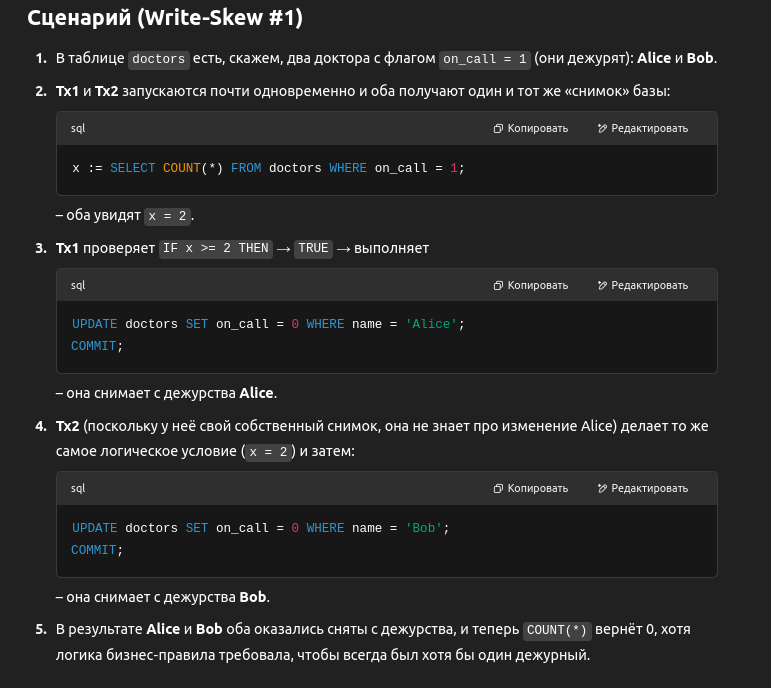 Сценарий (Write-Skew #1)
1. В таблице doctors есть, скажем, два доктора с флагом on_call = 1 (они дежурят): Alice и Bob.
2. Tx1 и Tx2 запускаются почти одновременно и оба получают один и тот же «снимок» базы:
sql Копировать Редактировать
x := SELECT COUNT(*) FROM doctors WHERE on_call = 1;
– оба увидят x = 2.
3. Tx1 проверяет IF x >= 2 THEN → TRUE → выполняет
sql Копировать Редактировать
UPDATE doctors SET on_call = 0 WHERE name = 'Alice';
COMMIT;
– она снимает с дежурства Alice.
4. Tx2 (поскольку у неё свой собственный снимок, она не знает про изменение Alice) делает то же
самое логическое условие (x = 2) и затем:
sql Копировать Редактировать
UPDATE doctors SET on_call = 0 WHERE name = 'Bob';
COMMIT;
– она снимает с дежурства Bob.
5. В результате Alice и Bob оба оказались сняты с дежурства, и теперь COUNT(*) вернёт 0, хотя
логика бизнес-правила требовала, чтобы всегда был хотя бы один дежурный.